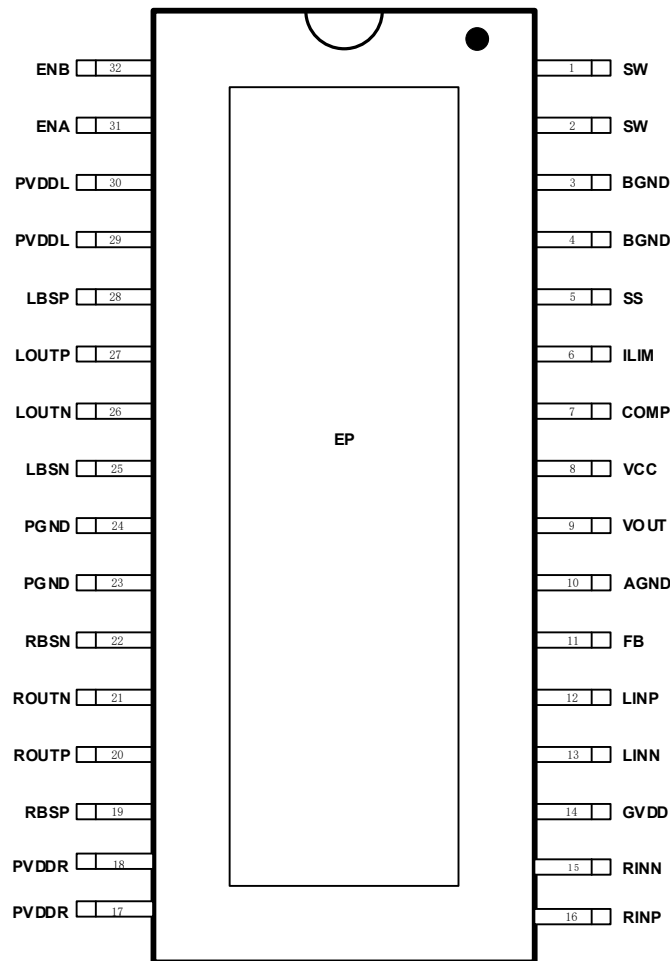 ENB 32 1 SW
ENA 31 2 SW
PVDDL 30 3 BGND
PVDDL 29 4 BGND
LBSP 28 5 SS
LOUTP 27 6 ILIM
LOUTN 26 7 COMP
EP
LBSN 25 8 VCC
PGND 24 9 VOUT
PGND 23 10 AGND
RBSN 22 11 FB
ROUTN 21 12 LINP
ROUTP 20 13 LINN
RBSP 19 14 GVDD
PVDDR 18 15 RINN
PVDDR 17 16 RINP